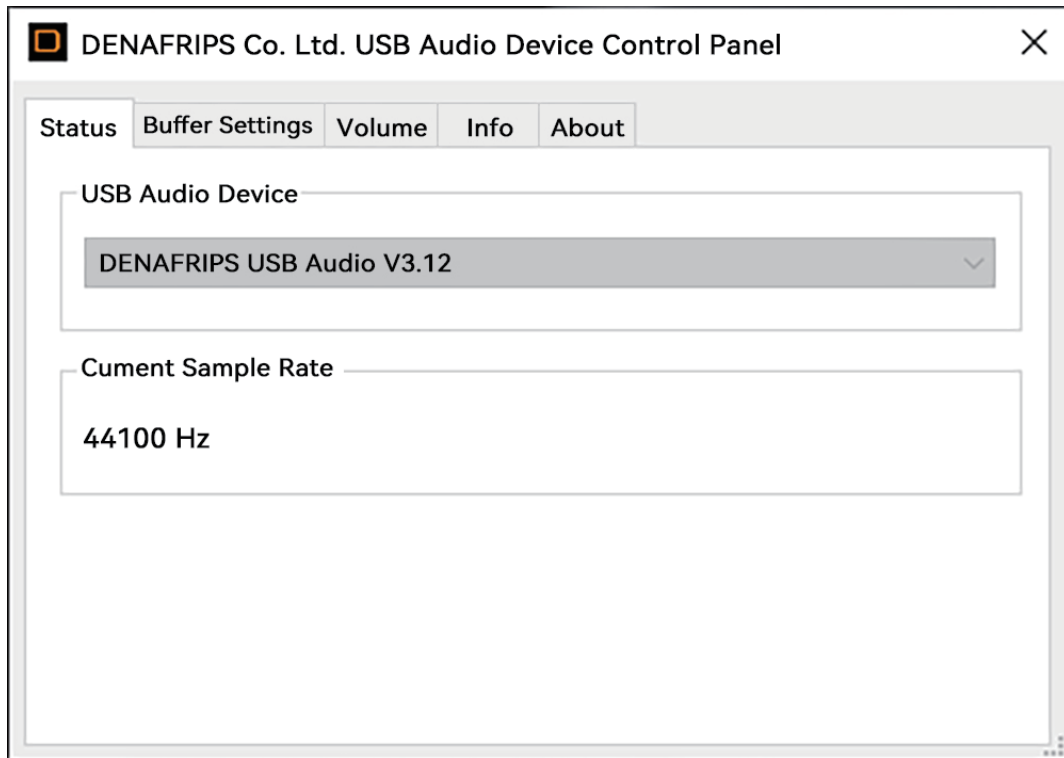 DENAFRIPS Co. Ltd. USB Audio Device Control Panel
Status Buffer Settings Volume Info About
USB Audio Device
DENAFRIPS USB Audio V3.12
Cument Sample Rate
44100 Hz